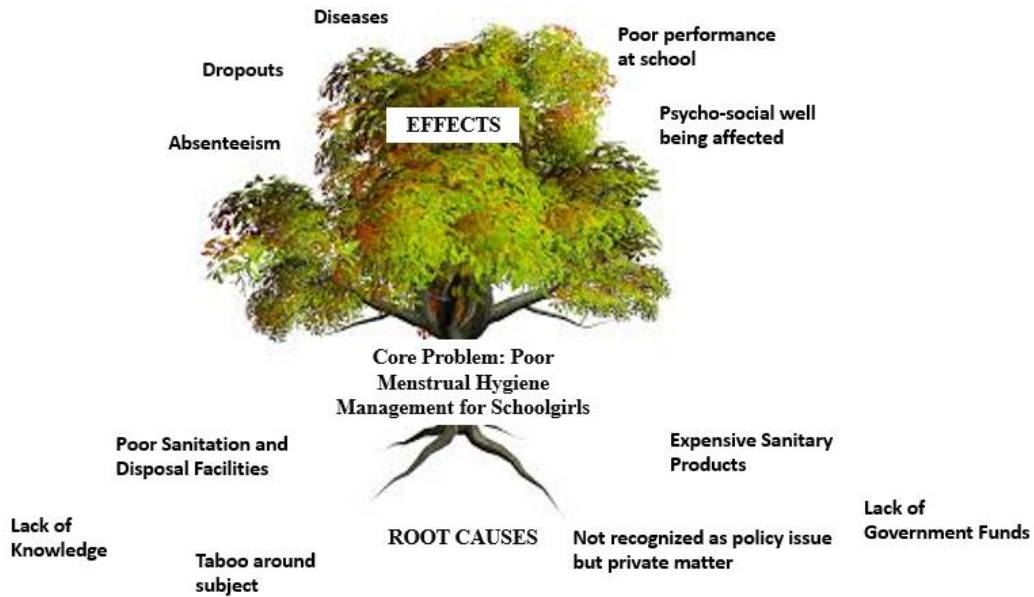 Diseases
Poor performance
at school
Dropouts
Psycho-social well
being affected
EFFECTS
Absenteeism
Core Problem: Poor
Menstrual Hygiene
Management for Schoolgirls
Poor Sanitation and
Disposal Facilities
Expensive Sanitary
Products
Lack of
Knowledge
ROOT CAUSES
Not recognized as policy issue
but private matter
Lack of
Government Funds
Taboo around
subject